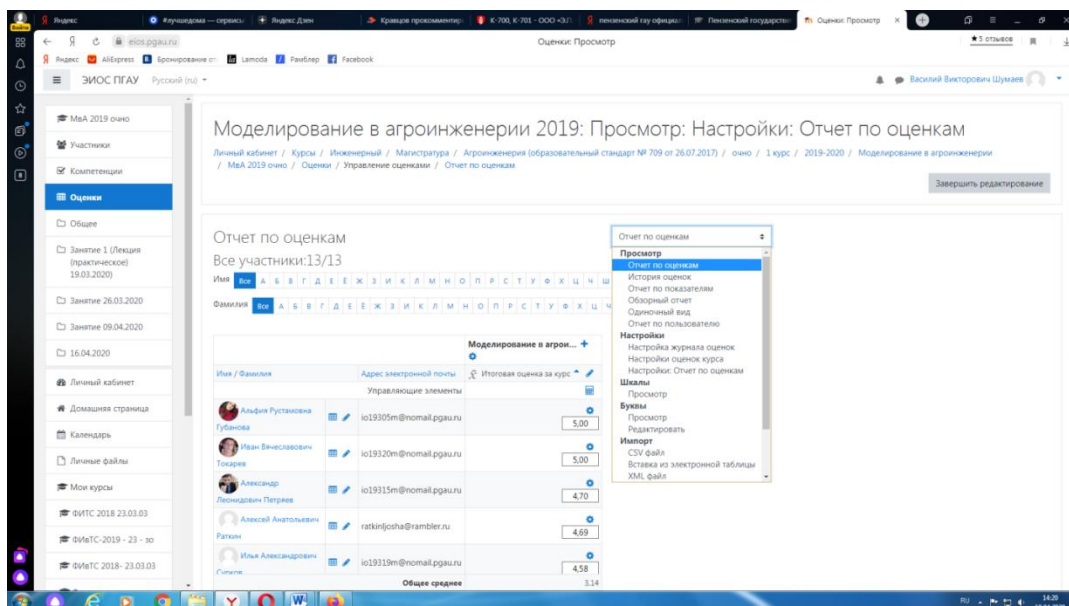 Яндекс
#лучшедома — сервисы
Яндекс Дзен
Кравцов прокомментир
К-700, К-701 - ООО «ЭЛ
пензенский гау официал
Пензенский государстве
Оценки: Просмотр
eios.pgau.ru
Оценки: Просмотр
★ 5 отзывов
Яндекс
AliExpress
Бронирование от
Lamoda
Рамблер
Facebook
ЭИОС ПГАУ
Русский (ru)
Василий Викторович Шумаев
МвА 2019 очно
Участники
Компетенции
Оценки
Общее
Занятие 1 (Лекция
(практическое)
19.03.2020)
Занятие 26.03.2020
Занятие 09.04.2020
16.04.2020
Личный кабинет
Домашняя страница
Календарь
Личные файлы
Мои курсы
ФИТС 2018 23.03.03
ФИвТС-2019 - 23 - зо
ФИвТС 2018- 23.03.03
Моделирование в агроинженерии 2019: Просмотр: Настройки: Отчет по оценкам
Личный кабинет / Курсы / Инженерный / Магистратура / Агроинженерия (образовательный стандарт № 709 от 26.07.2017) / очно / 1 курс / 2019-2020 / Моделирование в агроинженерии
/ МвА 2019 очно / Оценки / Управление оценками / Отчет по оценкам
Завершить редактирование
Отчет по оценкам
Все участники:13/13
Имя Все А Б В Г Д Е Ё Ж З И К Л М Н О П Р С Т У Ф Х Ц Ч Ш
Фамилия Все А Б В Г Д Е Ё Ж З И К Л М Н О П Р С Т У Ф Х Ц Ч
Моделирование в агрои...
Имя / Фамилия
Адрес электронной почты
Итоговая оценка за курс
Управляющие элементы
Альфия Рустамовна
Губанова
io19305m@nomail.pgau.ru
5,00
Иван Вячеславович
Токарев
io19320m@nomail.pgau.ru
5,00
Александр
Леонидович Петряев
io19315m@nomail.pgau.ru
4,70
Алексей Анатольевич
Раткин
ratkinljosha@rambler.ru
4,69
Илья Александрович
Сурков
io19319m@nomail.pgau.ru
4,58
Общее среднее
3,14
Отчет по оценкам
Просмотр
Отчет по оценкам
История оценок
Отчет по показателям
Обзорный отчет
Одиночный вид
Отчет по пользователю
Настройки
Настройка журнала оценок
Настройки оценок курса
Настройки: Отчет по оценкам
Шкалы
Просмотр
Буквы
Просмотр
Редактировать
Импорт
CSV файл
Вставка из электронной таблицы
XML файл
RU
14:20